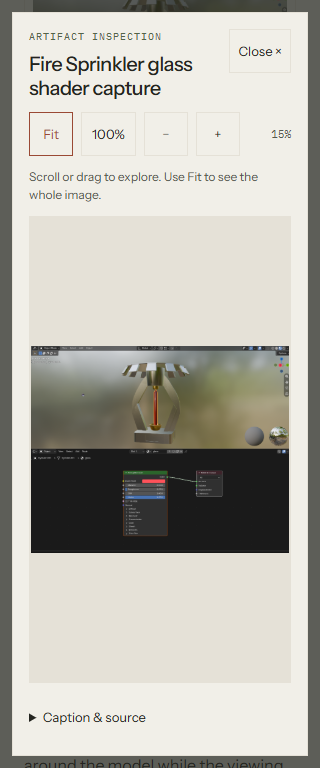 ARTIFACT INSPECTION
Close ×
Fire Sprinkler glass
shader capture
Fit
100%
−
+
15%
Scroll or drag to explore. Use Fit to see the
whole image.
▶ Caption & source
around the model while the viewing